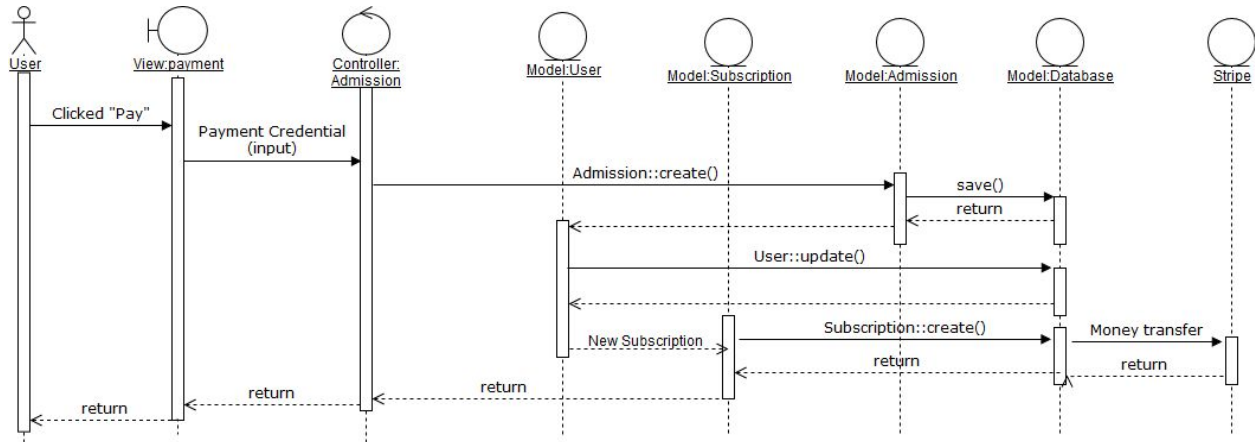 User
View:payment
Controller:
Admission
Model:User
Model:Subscription
Model:Admission
Model:Database
Stripe
Clicked "Pay"
Payment Credential
(input)
Admission::create()
save()
return
User::update()
New Subscription
Subscription::create()
Money transfer
return
return
return
return
return